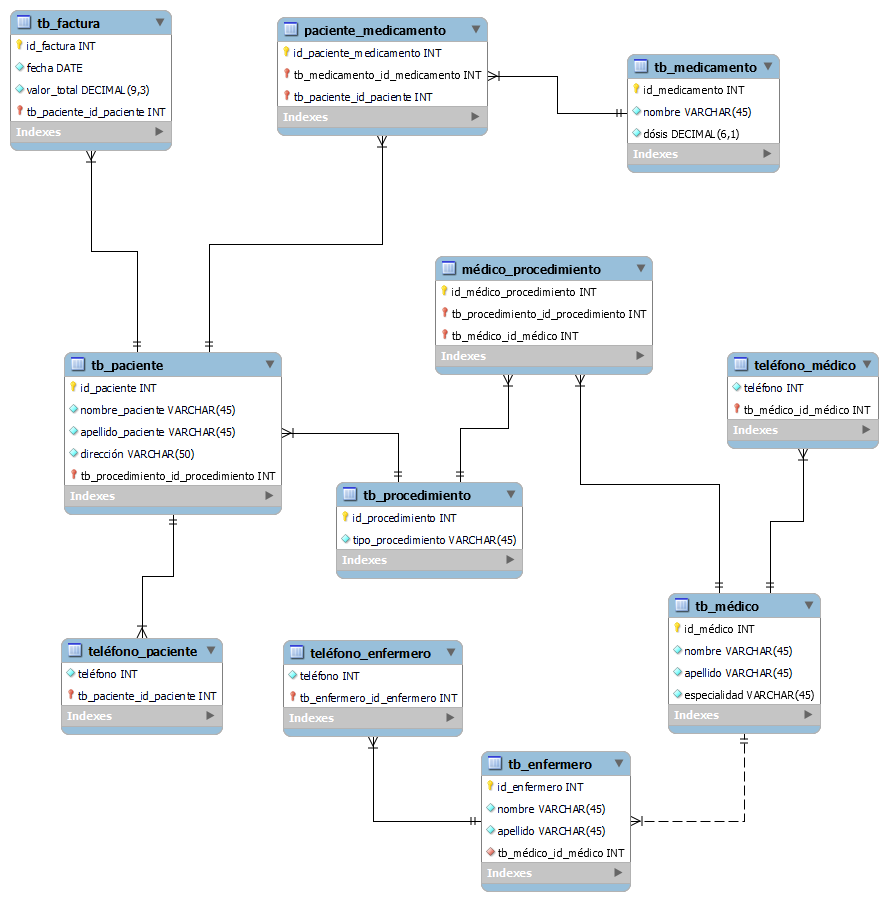 tb_factura
id_factura INT
fecha DATE
valor_total DECIMAL(9,3)
tb_paciente_id_paciente INT
Indexes
paciente_medicamento
id_paciente_medicamento INT
tb_medicamento_id_medicamento INT
tb_paciente_id_paciente INT
Indexes
tb_medicamento
id_medicamento INT
nombre VARCHAR(45)
dósis DECIMAL(6,1)
Indexes
médico_procedimiento
id_médico_procedimiento INT
tb_procedimiento_id_procedimiento INT
tb_médico_id_médico INT
Indexes
tb_paciente
id_paciente INT
nombre_paciente VARCHAR(45)
apellido_paciente VARCHAR(45)
dirección VARCHAR(50)
tb_procedimiento_id_procedimiento INT
Indexes
teléfono_médico
teléfono INT
tb_médico_id_médico INT
Indexes
tb_procedimiento
id_procedimiento INT
tipo_procedimiento VARCHAR(45)
Indexes
tb_médico
id_médico INT
nombre VARCHAR(45)
apellido VARCHAR(45)
especialidad VARCHAR(45)
Indexes
teléfono_paciente
teléfono INT
tb_paciente_id_paciente INT
Indexes
teléfono_enfermero
teléfono INT
tb_enfermero_id_enfermero INT
Indexes
tb_enfermero
id_enfermero INT
nombre VARCHAR(45)
apellido VARCHAR(45)
tb_médico_id_médico INT
Indexes